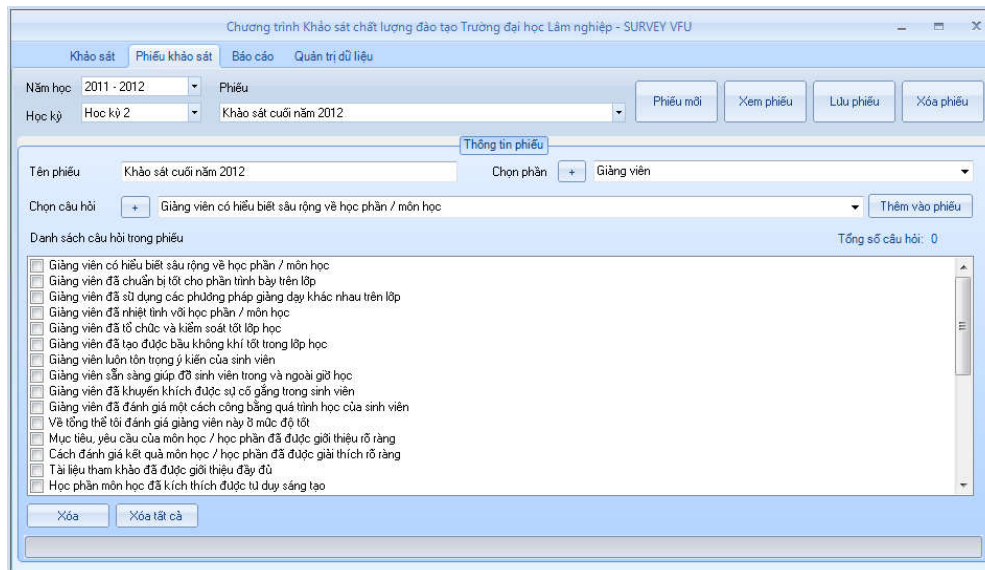 Chương trình Khảo sát chất lượng đào tạo Trường đại học Lâm nghiệp - SURVEY VFU
Khảo sát Phiếu khảo sát Báo cáo Quản trị dữ liệu
Năm học 2011 - 2012 Phiếu
Học kỳ Học kỳ 2 Khảo sát cuối năm 2012 Phiếu mới Xem phiếu Lưu phiếu Xóa phiếu
Thông tin phiếu
Tên phiếu Khảo sát cuối năm 2012 Chọn phần + Giảng viên
Chọn câu hỏi + Giảng viên có hiểu biết sâu rộng về học phần / môn học Thêm vào phiếu
Danh sách câu hỏi trong phiếu Tổng số câu hỏi: 0
Giảng viên có hiểu biết sâu rộng về học phần / môn học
Giảng viên đã chuẩn bị tốt cho phần trình bày trên lớp
Giảng viên đã sử dụng các phương pháp giảng dạy khác nhau trên lớp
Giảng viên đã nhiệt tình với học phần / môn học
Giảng viên đã tổ chức và kiểm soát tốt lớp học
Giảng viên đã tạo được bầu không khí tốt trong lớp học
Giảng viên luôn tôn trọng ý kiến của sinh viên
Giảng viên sẵn sàng giúp đỡ sinh viên trong và ngoài giờ học
Giảng viên đã khuyến khích được sự cố gắng trong sinh viên
Giảng viên đã đánh giá một cách công bằng quá trình học của sinh viên
Về tổng thể tôi đánh giá giảng viên này ở mức độ tốt
Mục tiêu, yêu cầu của môn học / học phần đã được giới thiệu rõ ràng
Cách đánh giá kết quả môn học / học phần đã được giải thích rõ ràng
Tài liệu tham khảo đã được giới thiệu đầy đủ
Học phần môn học đã kích thích được tư duy sáng tạo
Xóa Xóa tất cả